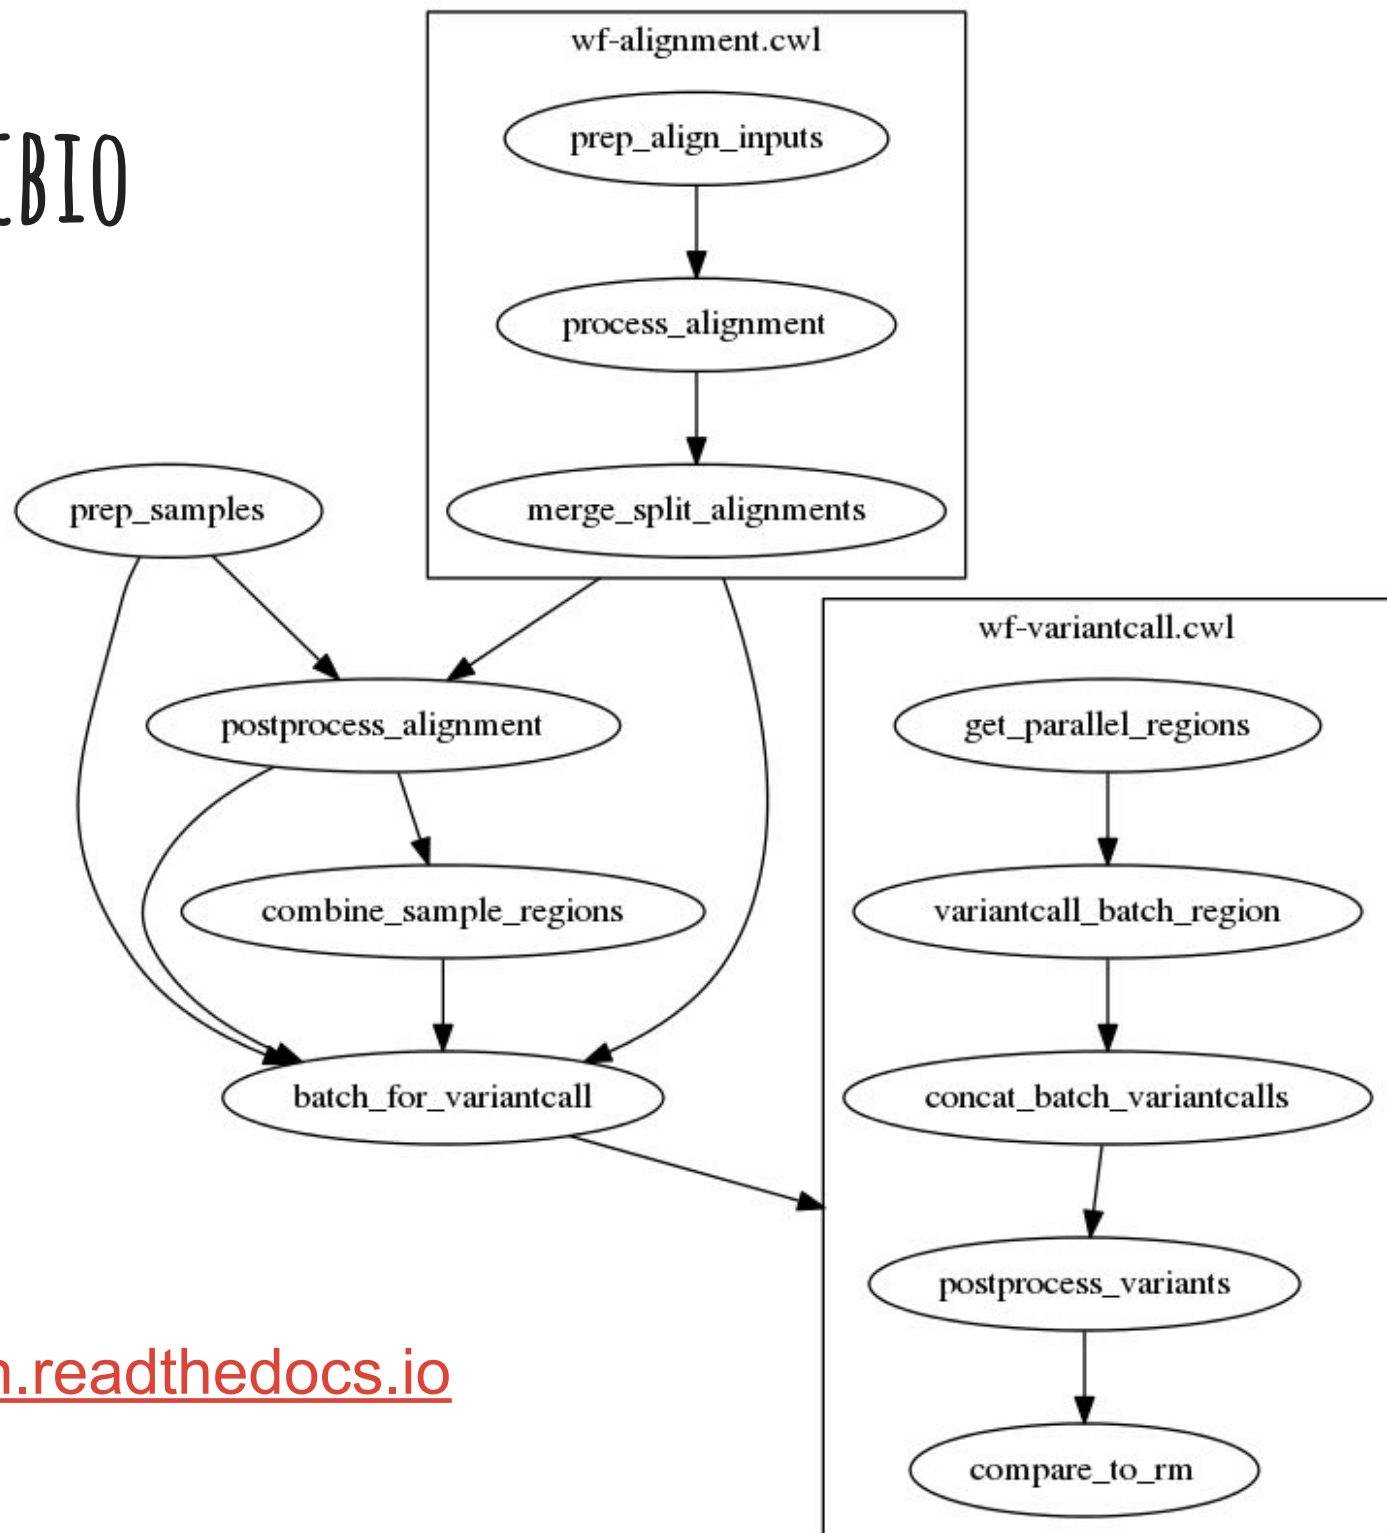 wf-alignment.cwl
prep_align_inputs
process_alignment
merge_split_alignments
prep_samples
postprocess_alignment
combine_sample_regions
batch_for_variantcall
wf-variantcall.cwl
get_parallel_regions
variantcall_batch_region
concat_batch_variantcalls
postprocess_variants
compare_to_rm
.readthedocs.io